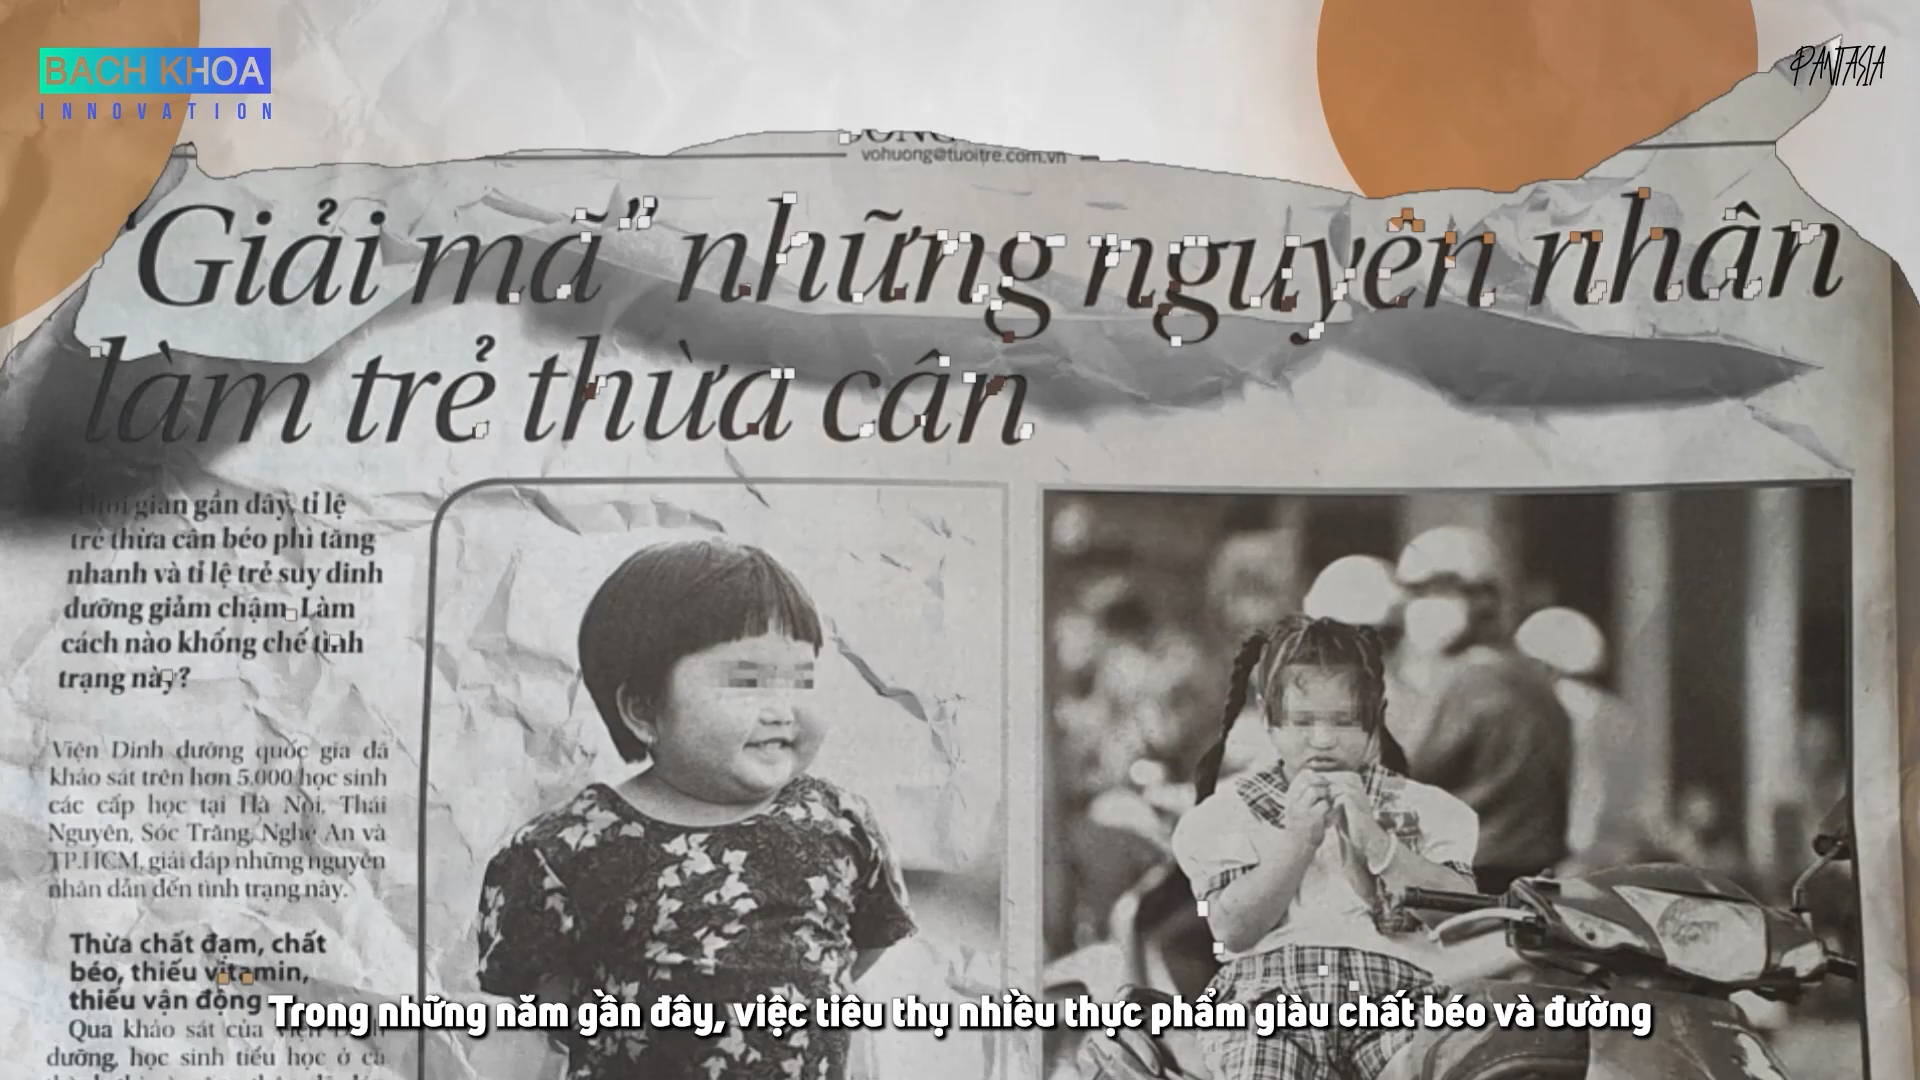 BACH KHOA
INNOVATION
PANTASIA
vohuong@tuoitre.com.vn
"Giải mã" những nguyên nhân
làm trẻ thừa cân
gian gần đây, tỉ lệ
trẻ thừa cân béo phì tăng
nhanh và tỉ lệ trẻ suy dinh
dưỡng giảm chậm. Làm
cách nào khống chế tình
trạng này?
Viện Dinh dưỡng quốc gia đã
khảo sát trên hơn 5.000 học sinh
các cấp học tại Hà Nội, Thái
Nguyên, Sóc Trăng, Nghệ An và
TP.HCM, giải đáp những nguyên
nhân dẫn đến tình trạng này.
Thừa chất đạm, chất
béo, thiếu vitamin,
thiếu vận động
Qua khảo sát của
dưỡng, học sinh tiểu học ở cả
Trong những năm gần đây, việc tiêu thụ nhiều thực phẩm giàu chất béo và đường